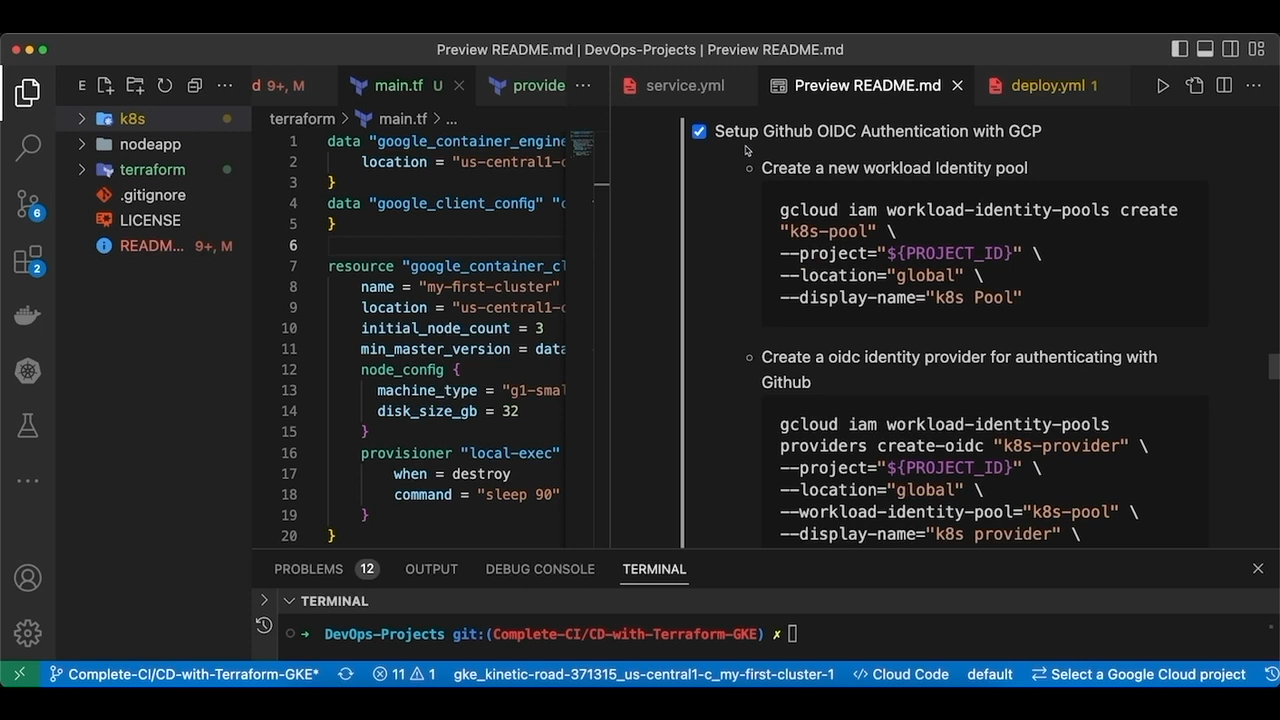 Preview README.md | DevOps-Projects | Preview README.md
E
d 9+, M
main.tf U
provide
service.yml
Preview README.md
deploy.yml 1
k8s
nodeapp
terraform
.gitignore
LICENSE
READM... 9+, M
6
2
terraform > main.tf > ...
1 data "google_container_engine
2 location = "us-central1-c
3 }
4 data "google_client_config" "
5 }
6
7 resource "google_container_cl
8 name = "my-first-cluster"
9 location = "us-central1-c
10 initial_node_count = 3
11 min_master_version = data
12 node_config {
13 machine_type = "g1-smal
14 disk_size_gb = 32
15 }
16 provisioner "local-exec"
17 when = destroy
18 command = "sleep 90"
19 }
20 }
Setup Github OIDC Authentication with GCP
Create a new workload Identity pool
gcloud iam workload-identity-pools create
"k8s-pool" \
--project="${PROJECT_ID}" \
--location="global" \
--display-name="k8s Pool"
Create a oidc identity provider for authenticating with
Github
gcloud iam workload-identity-pools
providers create-oidc "k8s-provider" \
--project="${PROJECT_ID}" \
--location="global" \
--workload-identity-pool="k8s-pool" \
--display-name="k8s provider" \
PROBLEMS 12 OUTPUT DEBUG CONSOLE TERMINAL
TERMINAL
DevOps-Projects git:(Complete-CI/CD-with-Terraform-GKE) ✗
Complete-CI/CD-with-Terraform-GKE* 11 1 gke_kinetic-road-371315_us-central1-c_my-first-cluster-1 Cloud Code default Select a Google Cloud project